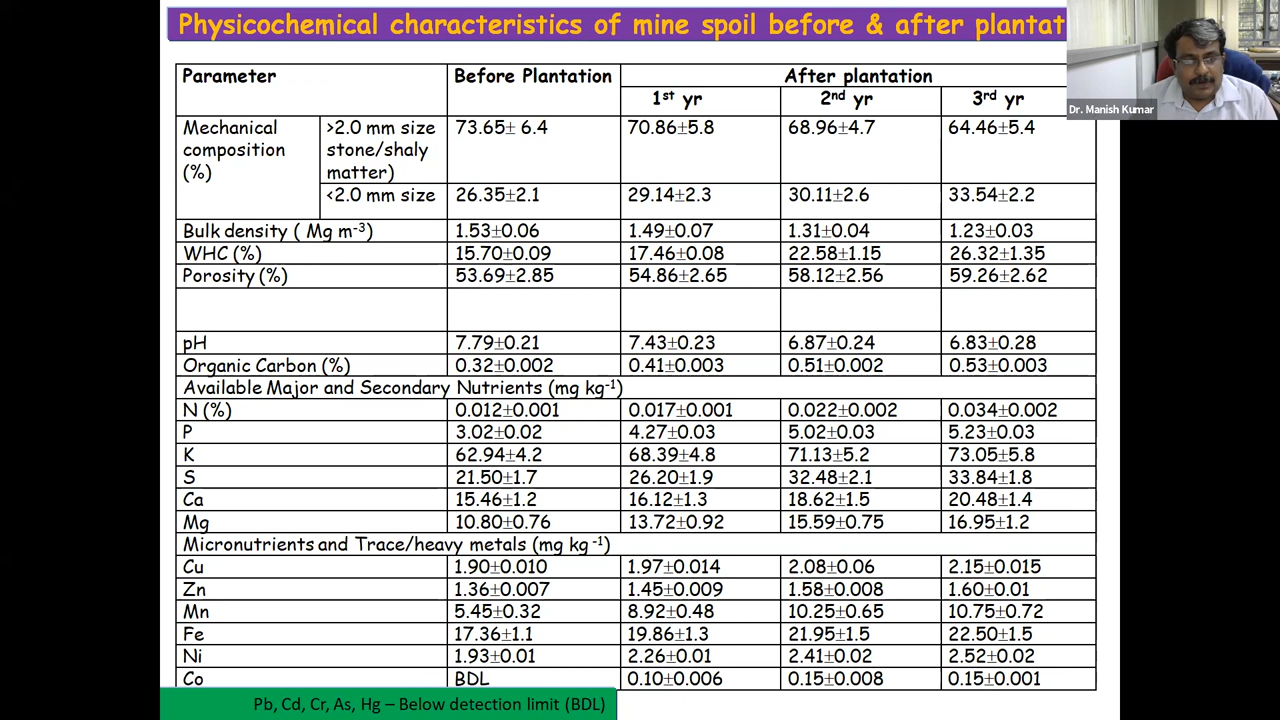 Physicochemical characteristics of mine spoil before & after plantat
Dr. Manish Kumar
Parameter Before Plantation After plantation
1st yr 2nd yr 3rd yr
Mechanical composition (%) >2.0 mm size stone/shaly matter) 73.65± 6.4 70.86±5.8 68.96±4.7 64.46±5.4
<2.0 mm size 26.35±2.1 29.14±2.3 30.11±2.6 33.54±2.2
Bulk density ( Mg m-3) 1.53±0.06 1.49±0.07 1.31±0.04 1.23±0.03
WHC (%) 15.70±0.09 17.46±0.08 22.58±1.15 26.32±1.35
Porosity (%) 53.69±2.85 54.86±2.65 58.12±2.56 59.26±2.62
pH 7.79±0.21 7.43±0.23 6.87±0.24 6.83±0.28
Organic Carbon (%) 0.32±0.002 0.41±0.003 0.51±0.002 0.53±0.003
Available Major and Secondary Nutrients (mg kg-1)
N (%) 0.012±0.001 0.017±0.001 0.022±0.002 0.034±0.002
P 3.02±0.02 4.27±0.03 5.02±0.03 5.23±0.03
K 62.94±4.2 68.39±4.8 71.13±5.2 73.05±5.8
S 21.50±1.7 26.20±1.9 32.48±2.1 33.84±1.8
Ca 15.46±1.2 16.12±1.3 18.62±1.5 20.48±1.4
Mg 10.80±0.76 13.72±0.92 15.59±0.75 16.95±1.2
Micronutrients and Trace/heavy metals (mg kg -1)
Cu 1.90±0.010 1.97±0.014 2.08±0.06 2.15±0.015
Zn 1.36±0.007 1.45±0.009 1.58±0.008 1.60±0.01
Mn 5.45±0.32 8.92±0.48 10.25±0.65 10.75±0.72
Fe 17.36±1.1 19.86±1.3 21.95±1.5 22.50±1.5
Ni 1.93±0.01 2.26±0.01 2.41±0.02 2.52±0.02
Co BDL 0.10±0.006 0.15±0.008 0.15±0.001
Pb, Cd, Cr, As, Hg – Below detection limit (BDL)